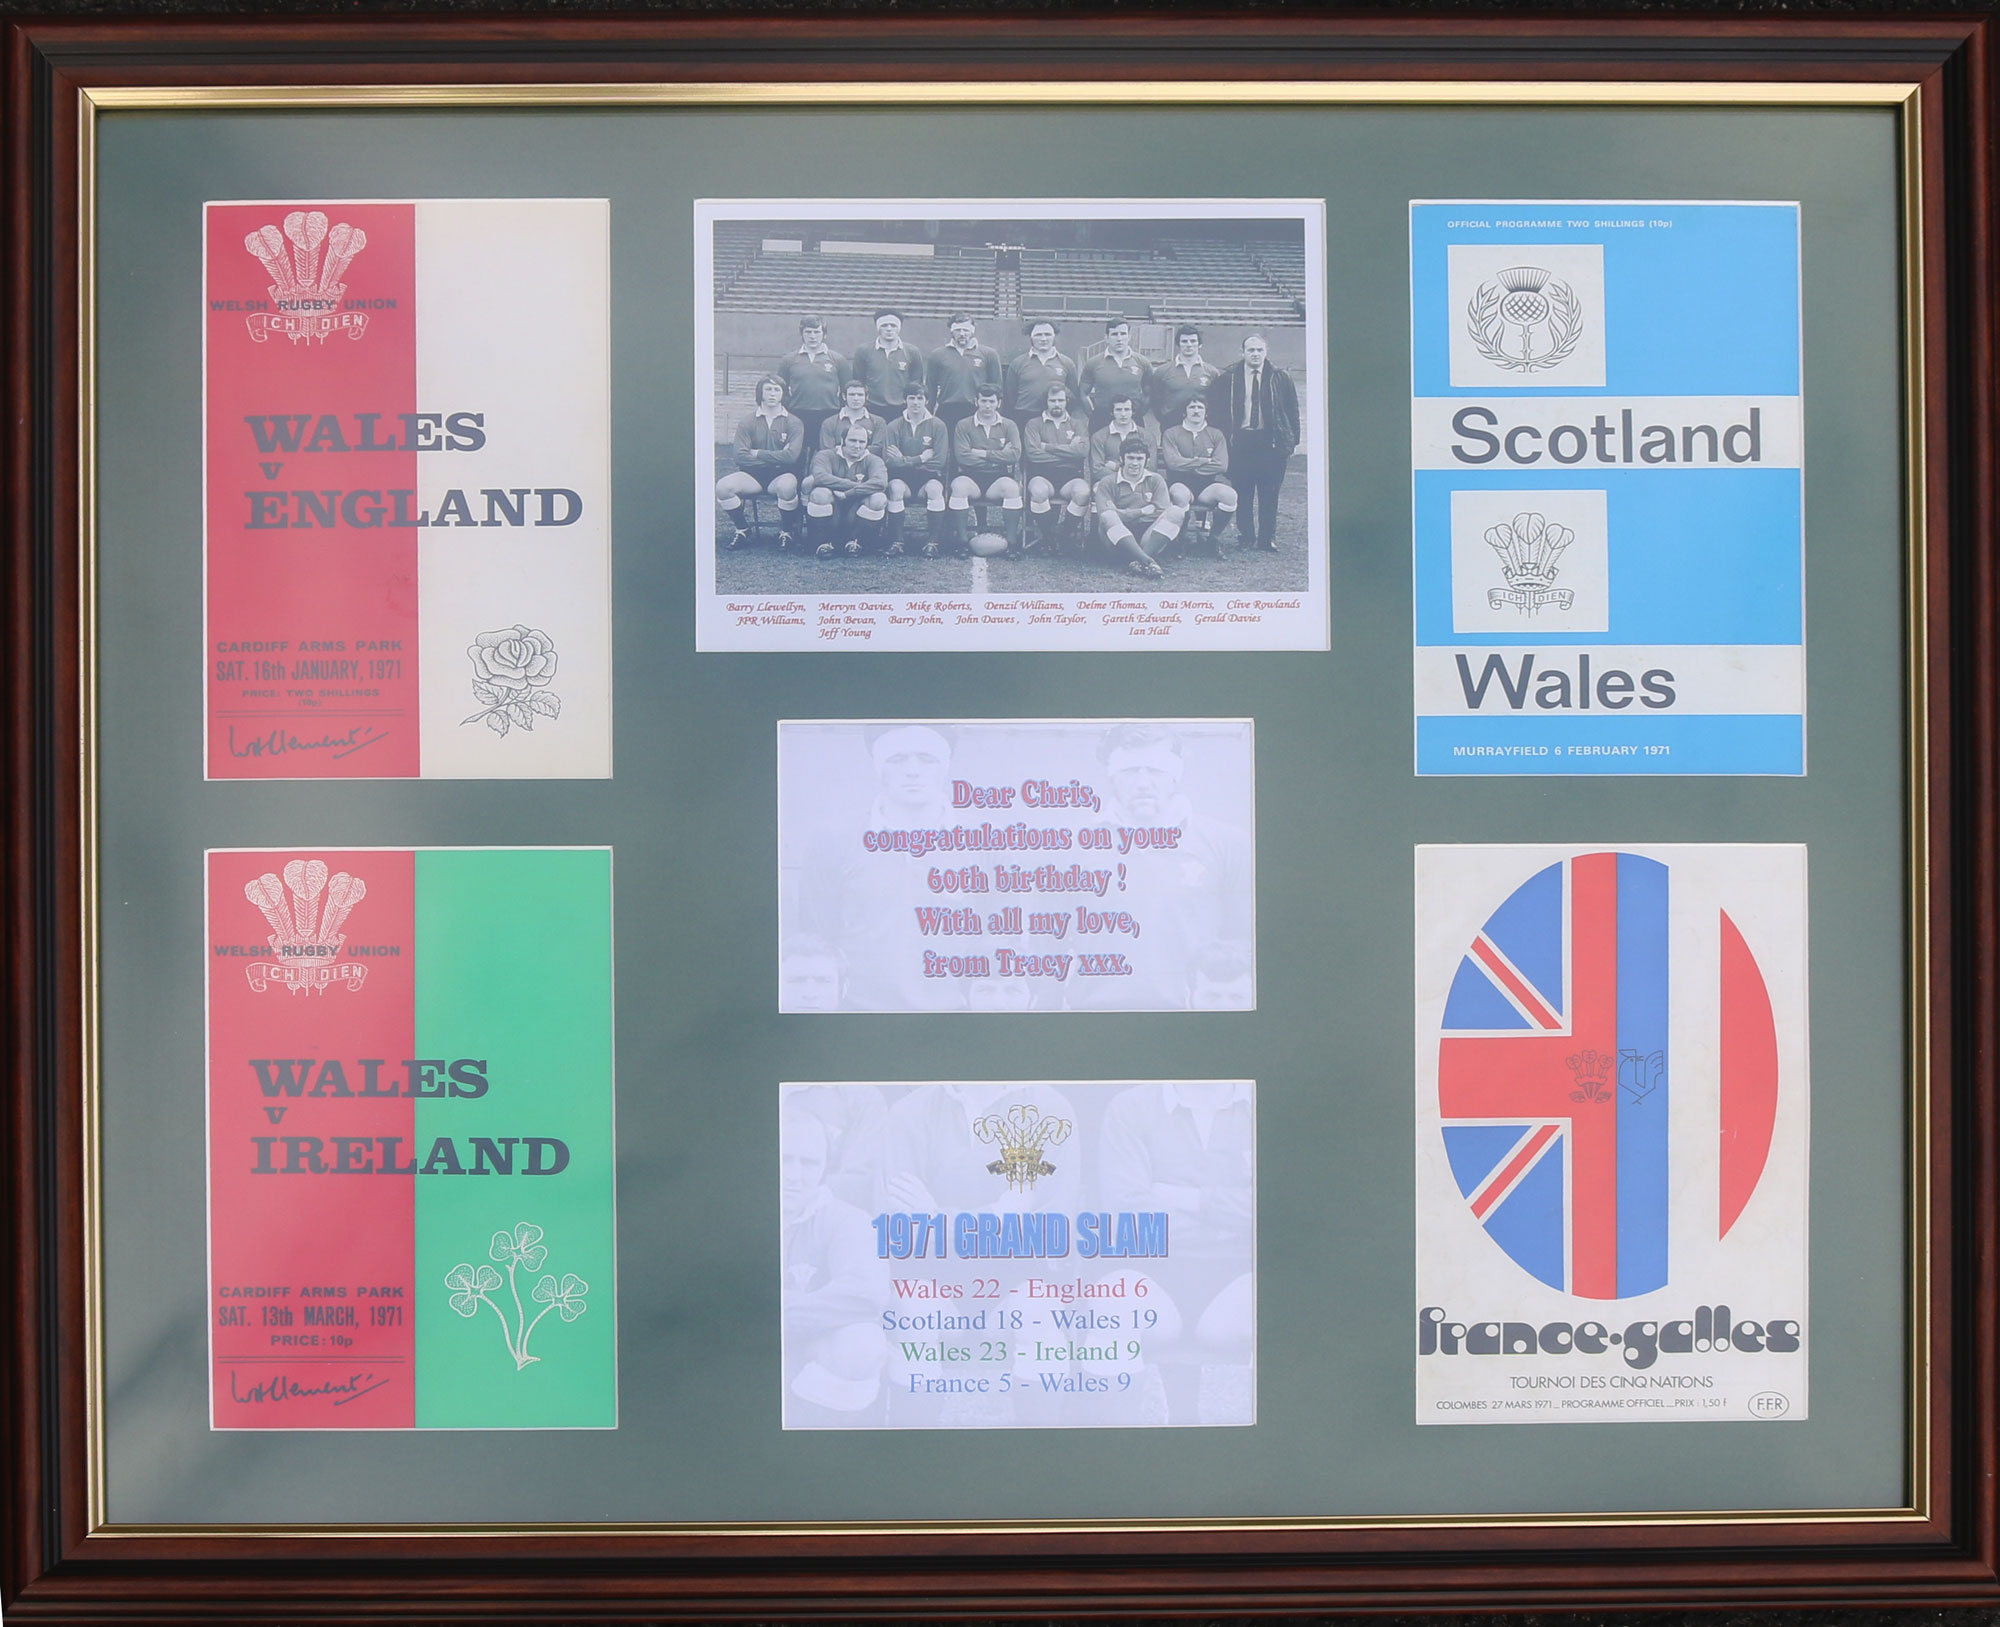 WELSH RUGBY UNION
ICH DIEN
WALES
V
ENGLAND
CARDIFF ARMS PARK
SAT. 16th JANUARY, 1971
PRICE: TWO SHILLINGS
(10p)
Barry Llewellyn, Mervyn Davies, Mike Roberts, Denzil Williams, Delme Thomas, Dai Morris, Clive Rowlands
JPR Williams, John Bevan, Barry John, John Dawes, John Taylor, Gareth Edwards, Gerald Davies
Jeff Young Ian Hall
OFFICIAL PROGRAMME TWO SHILLINGS (10p)
Scotland
ICH DIEN
Wales
MURRAYFIELD 6 FEBRUARY 1971
Dear Chris,
congratulations on your
60th birthday !
With all my love,
from Tracy xxx.
WELSH RUGBY UNION
ICH DIEN
WALES
V
IRELAND
CARDIFF ARMS PARK
SAT. 13th MARCH, 1971
PRICE: 10p
1971 GRAND SLAM
Wales 22 - England 6
Scotland 18 - Wales 19
Wales 23 - Ireland 9
France 5 - Wales 9
france·galles
TOURNOI DES CINQ NATIONS
COLOMBES 27 MARS 1971_PROGRAMME OFFICIEL_PRIX : 1,50 f
F.F.R